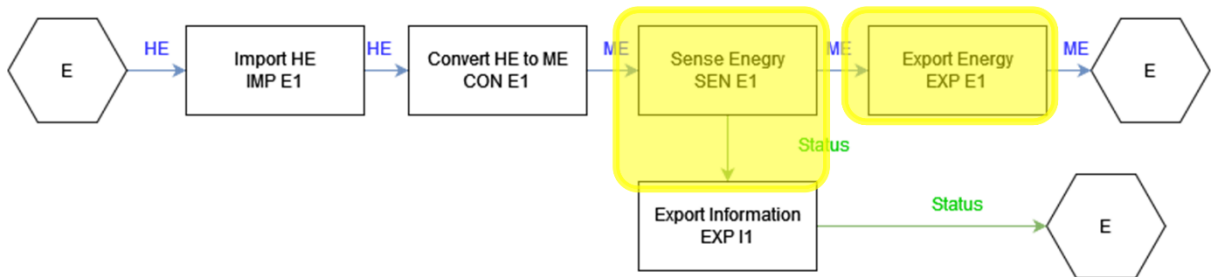 E
HE
Import HE
IMP E1
HE
Convert HE to ME
CON E1
ME
Sense Enegry
SEN E1
ME
Export Energy
EXP E1
ME
E
Status
Export Information
EXP I1
Status
E